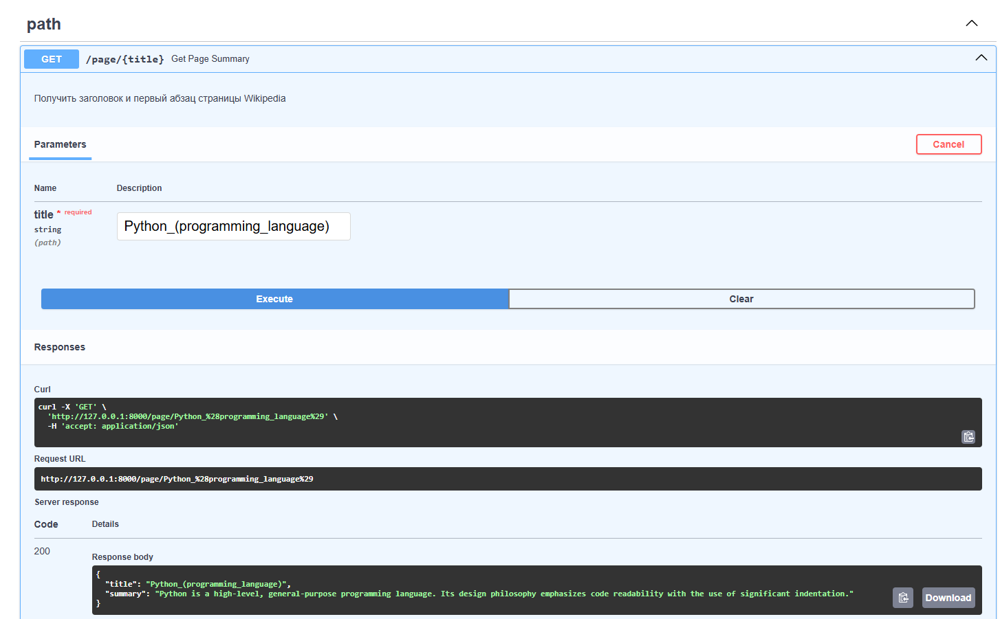 path
GET /page/{title} Get Page Summary
Получить заголовок и первый абзац страницы Wikipedia
Parameters
Cancel
Name Description
title * required
string
(path)
Python_(programming_language)
Execute Clear
Responses
Curl
curl -X 'GET' \
'http://127.0.0.1:8000/page/Python_%28programming_language%29' \
-H 'accept: application/json'
Request URL
http://127.0.0.1:8000/page/Python_%28programming_language%29
Server response
Code Details
200
Response body
{
"title": "Python_(programming_language)",
"summary": "Python is a high-level, general-purpose programming language. Its design philosophy emphasizes code readability with the use of significant indentation."
}
Download